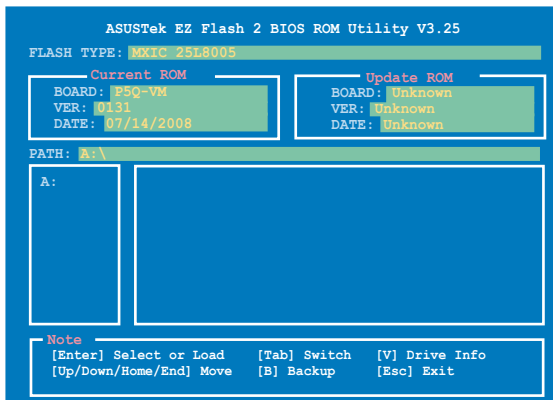 ASUSTek EZ Flash 2 BIOS ROM Utility V3.25
FLASH TYPE: MXIC 25L8005
Current ROM
BOARD: P5Q-VM
VER: 0131
DATE: 07/14/2008
Update ROM
BOARD: Unknown
VER: Unknown
DATE: Unknown
PATH: A:\
A:
Note
[Enter] Select or Load [Tab] Switch [V] Drive Info
[Up/Down/Home/End] Move [B] Backup [Esc] Exit